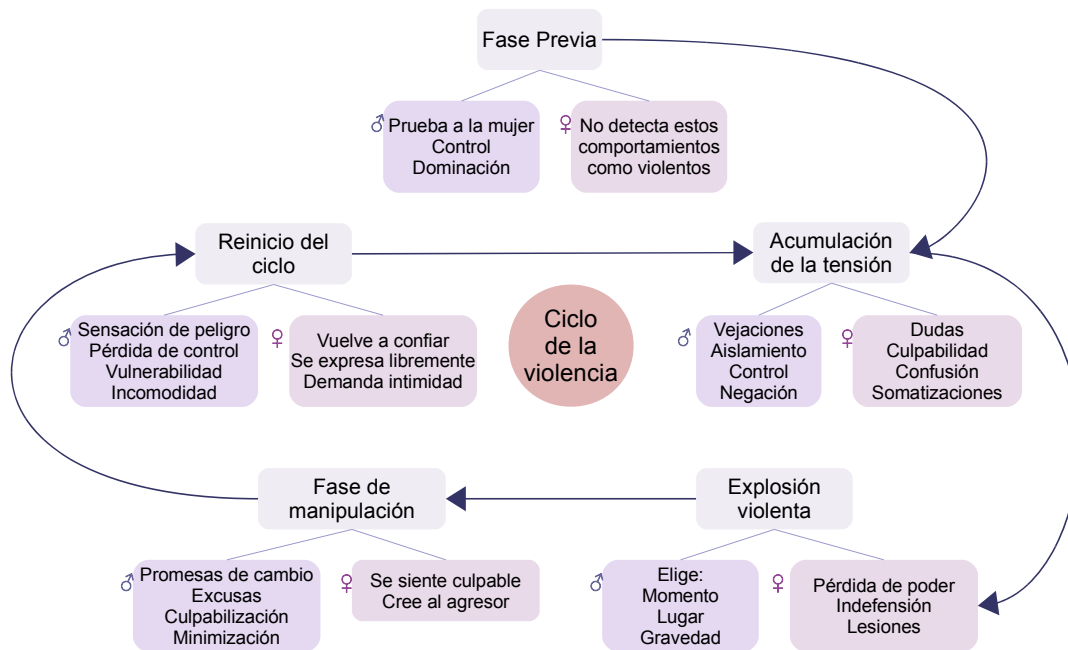 Fase Previa
♂ Prueba a la mujer
Control
Dominación
♀ No detecta estos
comportamientos
como violentos
Reinicio del
ciclo
♂ Sensación de peligro
Pérdida de control
Vulnerabilidad
Incomodidad
♀ Vuelve a confiar
Se expresa libremente
Demanda intimidad
Ciclo
de la
violencia
Acumulación
de la tensión
♂ Vejaciones
Aislamiento
Control
Negación
♀ Dudas
Culpabilidad
Confusión
Somatizaciones
Fase de
manipulación
♂ Promesas de cambio
Excusas
Culpabilización
Minimización
♀ Se siente culpable
Cree al agresor
Explosión
violenta
♂ Elige:
Momento
Lugar
Gravedad
♀ Pérdida de poder
Indefensión
Lesiones